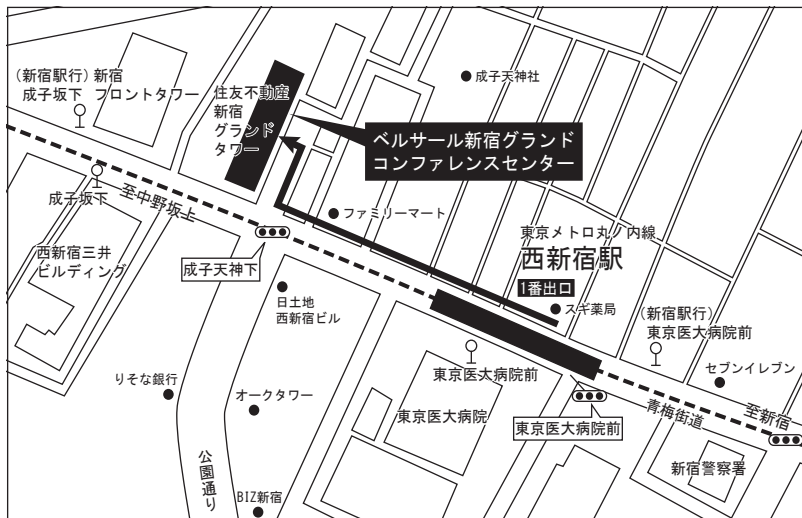 (新宿駅行)
成子坂下
新宿
フロントタワー
住友不動産
新宿
グランド
タワー
成子天神社
ベルサール新宿グランド
コンファレンスセンター
成子坂下
至中野坂上
ファミリーマート
東京メトロ丸ノ内線
西新宿駅
1番出口
スギ薬局
西新宿三井
ビルディング
成子天神下
日土地
西新宿ビル
(新宿駅行)
東京医大病院前
東京医大病院前
セブンイレブン
りそな銀行
オークタワー
東京医大病院
東京医大病院前
青梅街道
至新宿
公園通り
新宿警察署
BIZ新宿